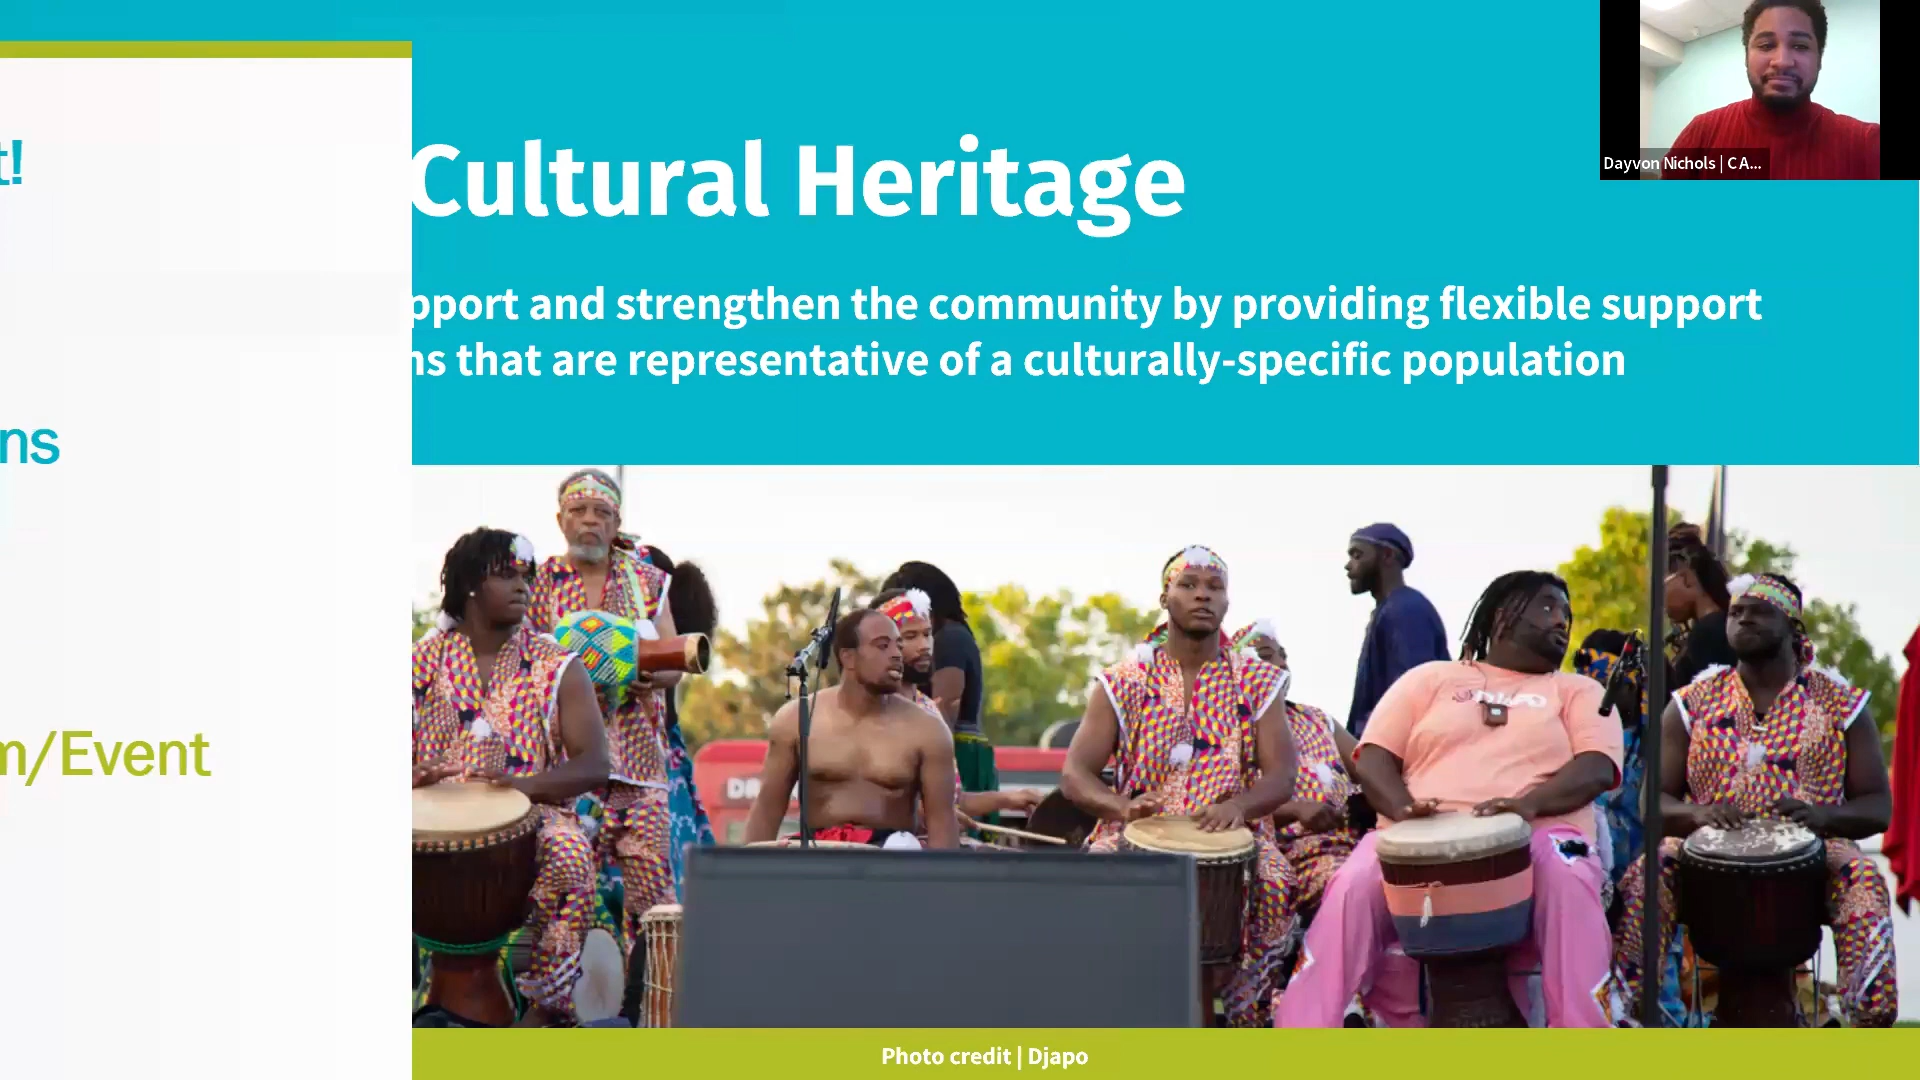 t!
ns
m/Event
Cultural Heritage
pport and strengthen the community by providing flexible support
ns that are representative of a culturally-specific population
Dayvon Nichols | C A...
Photo credit | Djapo